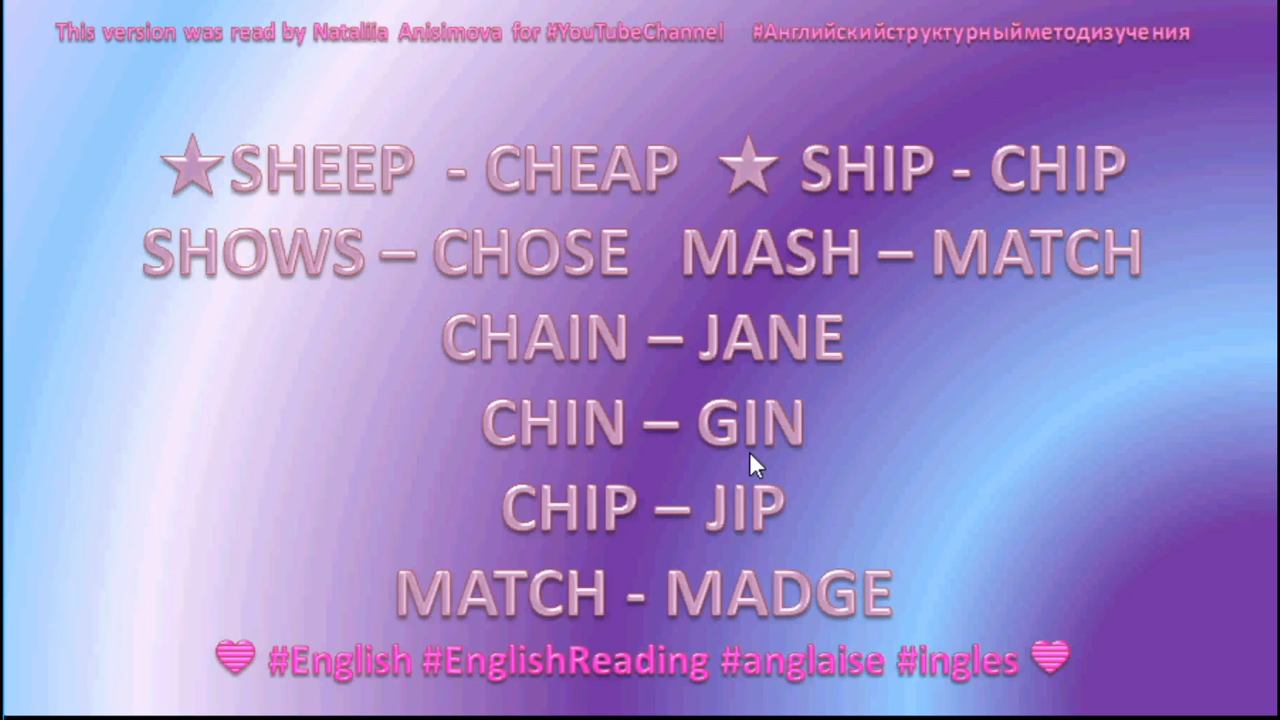 This version was read by Nataliia Anisimova for #YouTubeChannel #Английскийструктурныйметодизучения
★SHEEP - CHEAP ★ SHIP - CHIP
SHOWS – CHOSE MASH – MATCH
CHAIN – JANE
CHIN – GIN
CHIP – JIP
MATCH - MADGE
#English #EnglishReading #anglaise #ingles